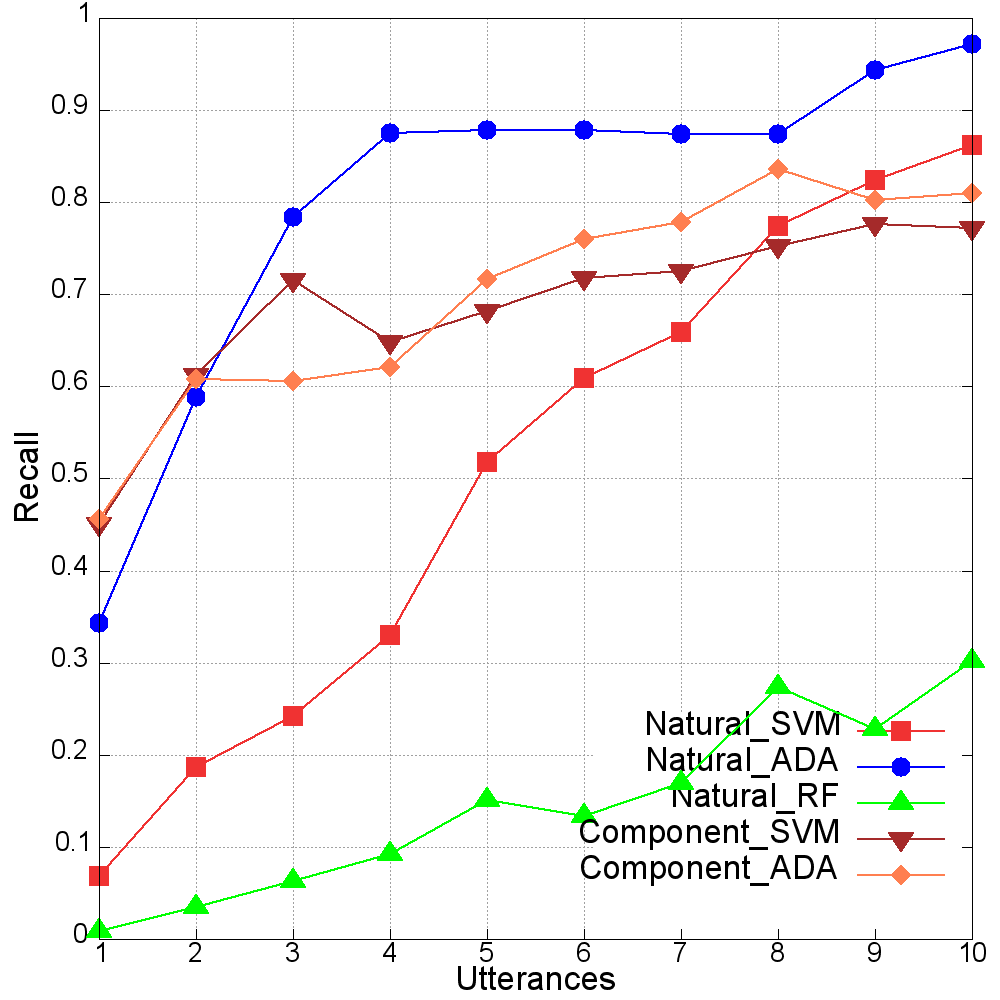 1
0.9
0.8
0.7
0.6
0.5
0.4
0.3
0.2
0.1
0
Recall
Natural_SVM
Natural_ADA
Natural_RF
Component_SVM
Component_ADA
1 2 3 4 5 6 7 8 9 10
Utterances